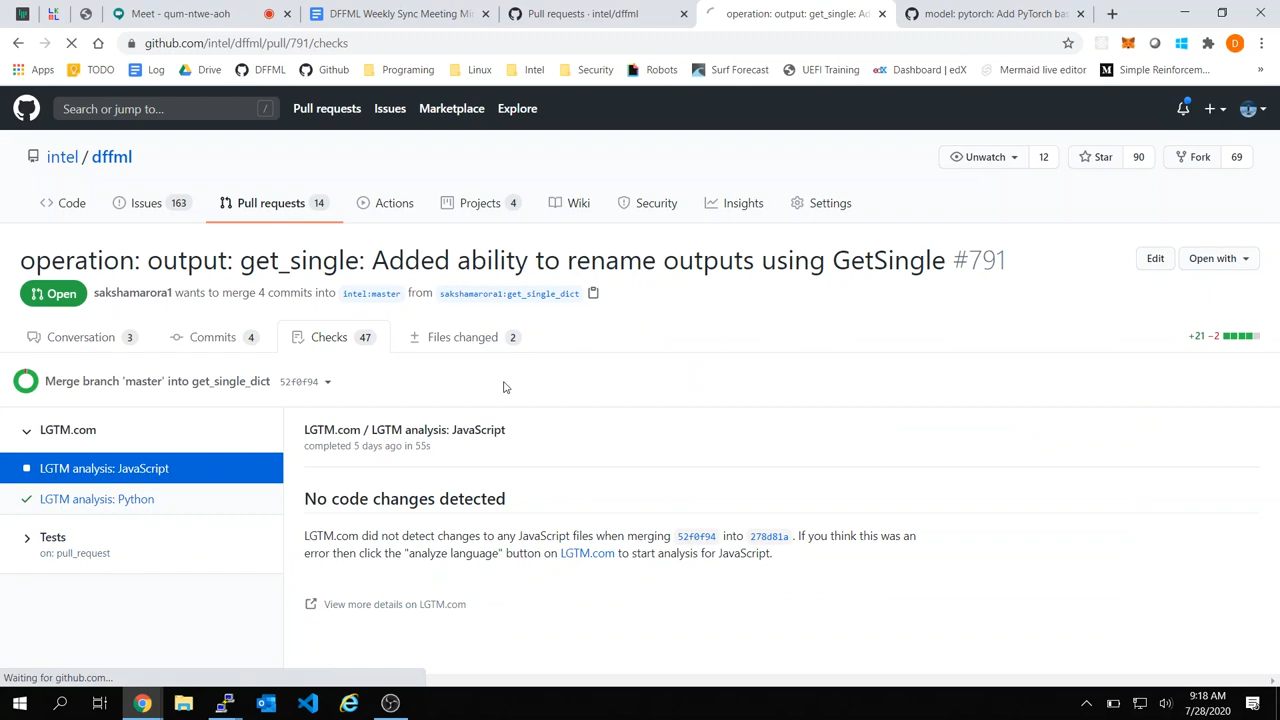 Meet - qum-ntwe-aoh
DFFML Weekly Sync Meeting Mi
Pull requests · intel/dffml
operation: output: get_single: Ad
model: pytorch: Add PyTorch bas
github.com/intel/dffml/pull/791/checks
Apps TODO Log Drive DFFML Github Programing Linux Intel Security Robots Surf Forecast UEFI Training edX Dashboard | edX Mermaid live editor Simple Reinforcem... »
Search or jump to... /
Pull requests Issues Marketplace Explore
intel / dffml
Unwatch 12 Star 90 Fork 69
Code Issues 163 Pull requests 14 Actions Projects 4 Wiki Security Insights Settings
operation: output: get_single: Added ability to rename outputs using GetSingle #791
Edit Open with
Open sakshamarora1 wants to merge 4 commits into intel:master from sakshamarora1:get_single_dict
Conversation 3 Commits 4 Checks 47 Files changed 2
+21 −2
Merge branch 'master' into get_single_dict 52f0f94
LGTM.com
LGTM analysis: JavaScript
LGTM analysis: Python
Tests
on: pull_request
LGTM.com / LGTM analysis: JavaScript
completed 5 days ago in 55s
No code changes detected
LGTM.com did not detect changes to any JavaScript files when merging 52f0f94 into 278d81a. If you think this was an
error then click the "analyze language" button on LGTM.com to start analysis for JavaScript.
View more details on LGTM.com
Waiting for github.com...
9:18 AM
7/28/2020